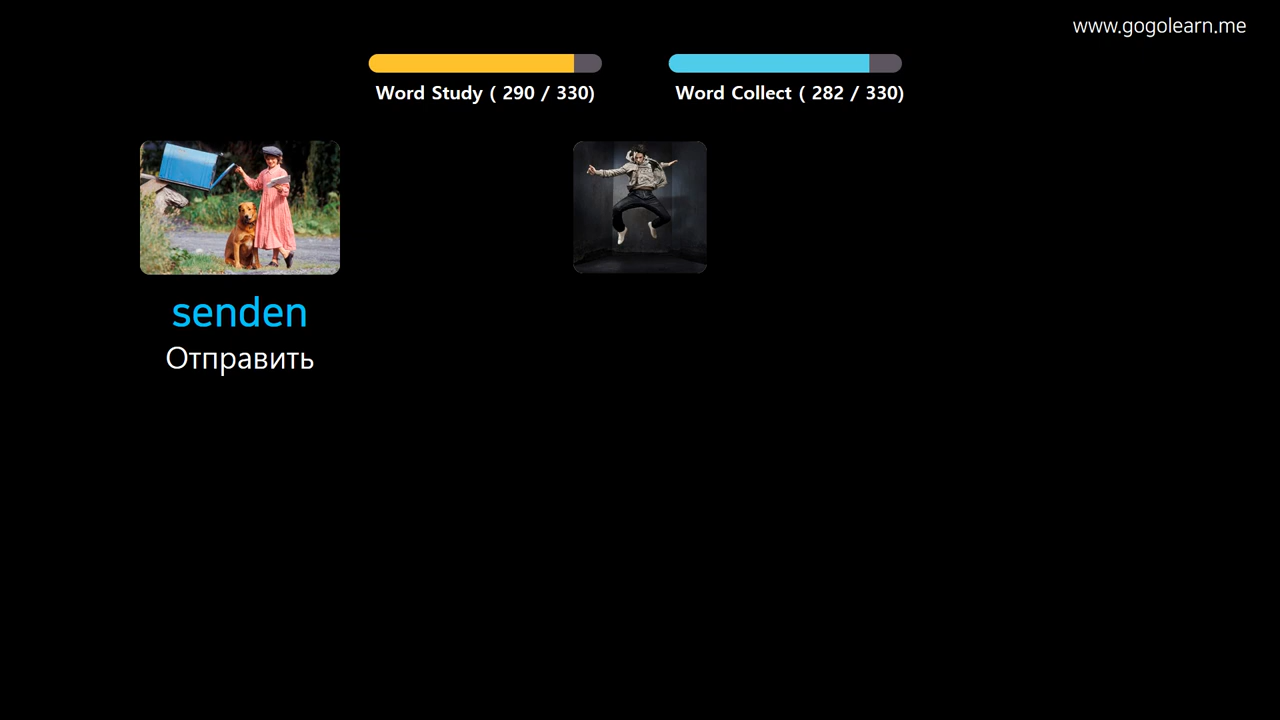 www.gogolearn.me
Word Study ( 290 / 330)
Word Collect ( 282 / 330)
senden
Отправить